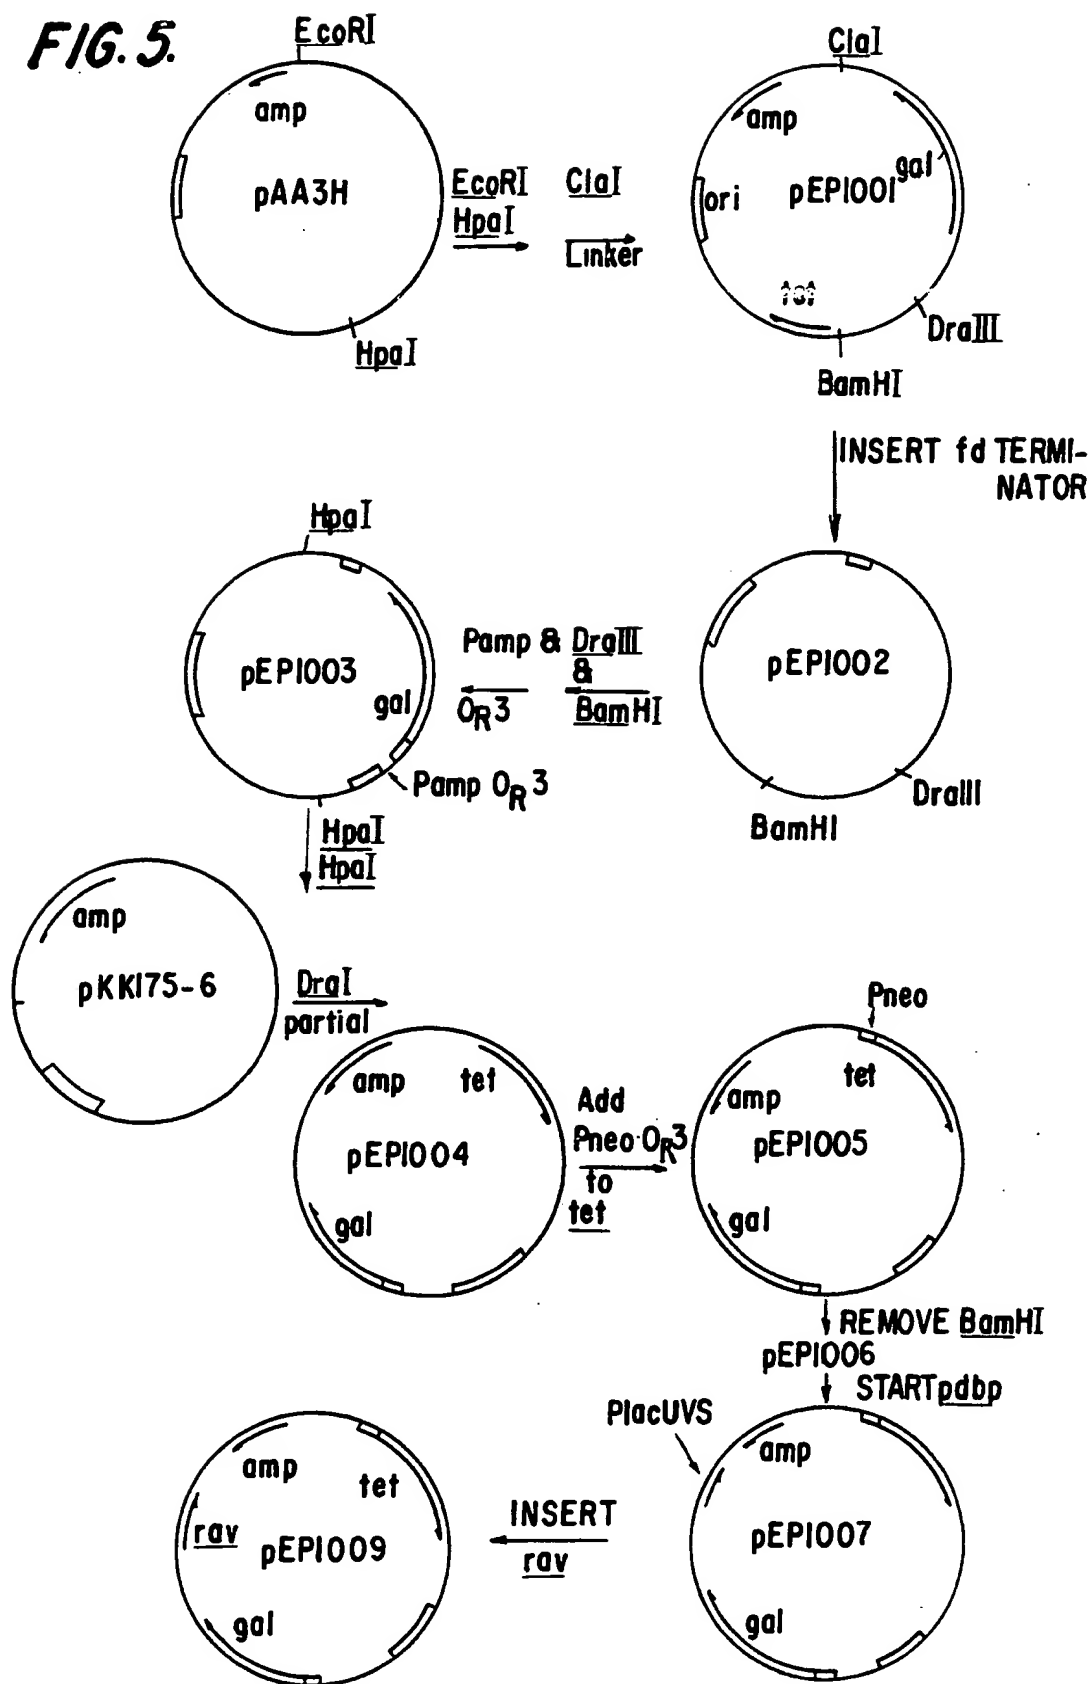 FIG. 5.
EcoRI
amp
pAA3H
HpaI
EcoRI
HpaI
ClaI
Linker
ClaI
amp
gal
ori
pEP1001
tet
DraIII
BamHI
INSERT fd TERMI-
NATOR
pEP1002
BamHI
DraIII
Pamp & DraIII
&
OR3
BamHI
HpaI
pEP1003
gal
Pamp OR3
HpaI
HpaI
amp
pKK175-6
DraI
partial
amp
tet
pEP1004
gal
Add
Pneo OR3
to
tet
Pneo
tet
amp
pEP1005
gal
REMOVE BamHI
pEP1006
START pdbp
PlacUVS
amp
pEP1007
gal
INSERT
rav
amp
tet
rav
pEP1009
gal